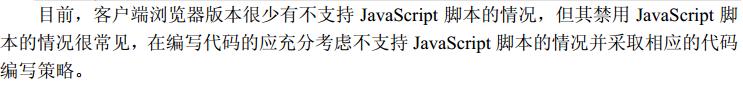 目前，客户端浏览器版本很少有不支持 JavaScript 脚本的情况，但其禁用 JavaScript 脚
本的情况很常见，在编写代码的应充分考虑不支持 JavaScript 脚本的情况并采取相应的代码
编写策略。